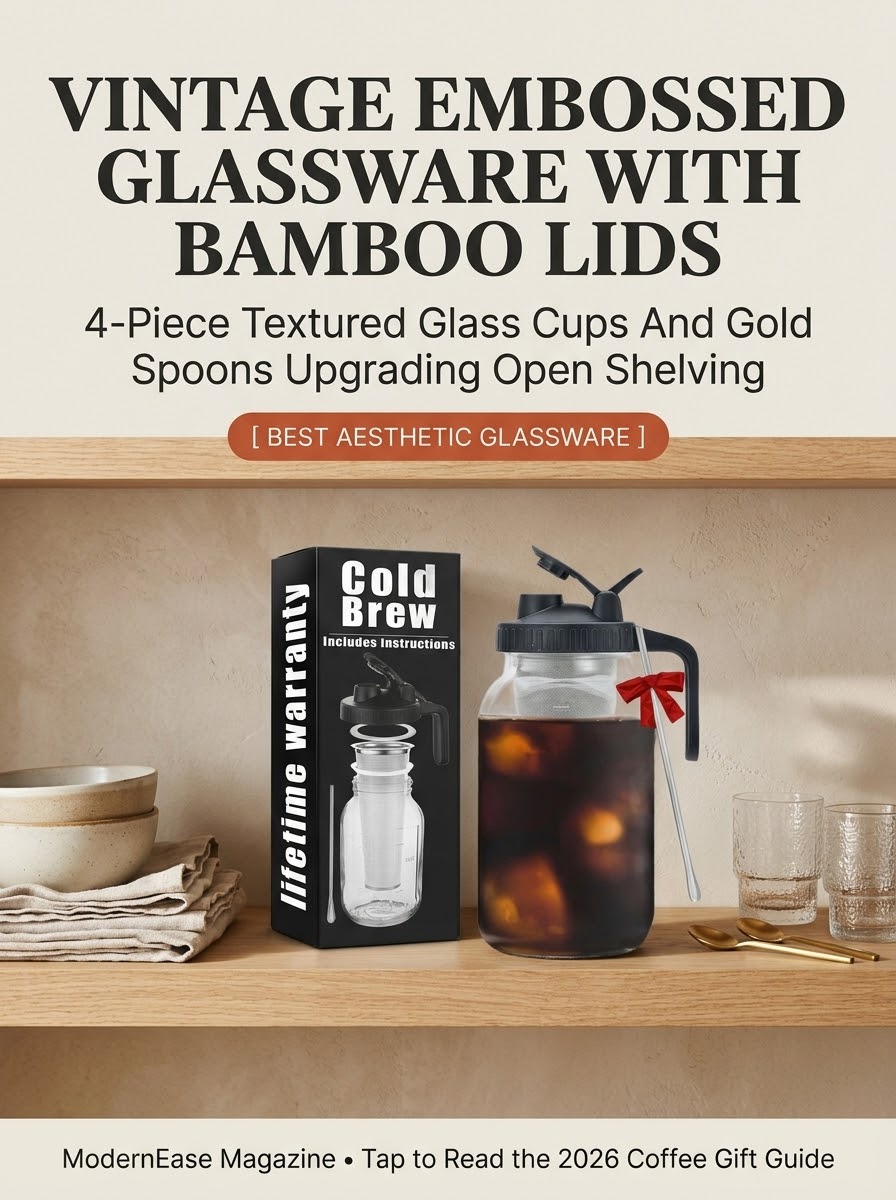 VINTAGE EMBOSSED
GLASSWARE WITH
BAMBOO LIDS
4-Piece Textured Glass Cups And Gold
Spoons Upgrading Open Shelving
[ BEST AESTHETIC GLASSWARE ]
lifetime warranty
Cold
Brew
Includes Instructions
ModernEase Magazine • Tap to Read the 2026 Coffee Gift Guide